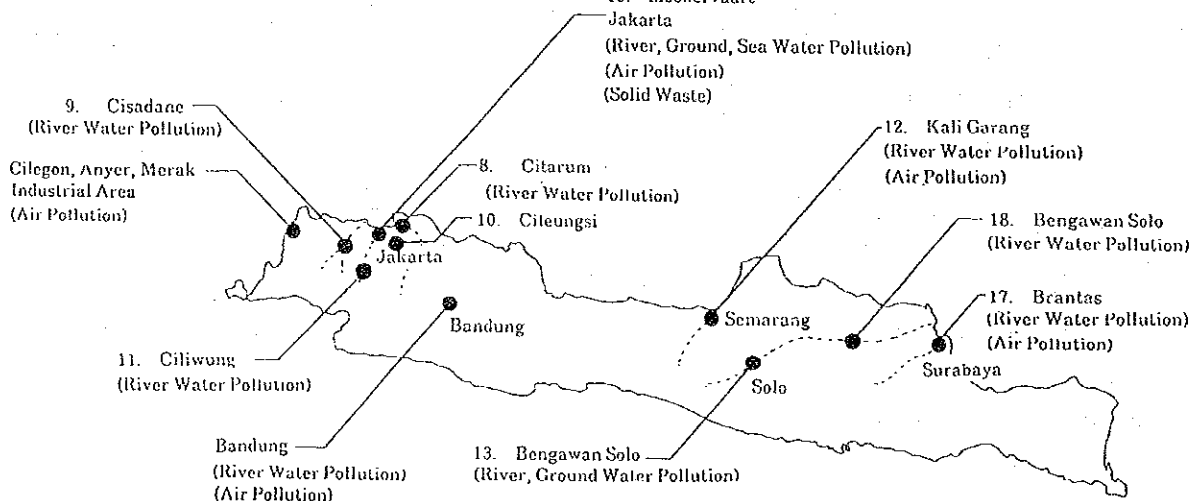 Jakarta
(River, Ground, Sea Water Pollution)
(Air Pollution)
(Solid Waste)
9. Cisadane
(River Water Pollution)
Cilegon, Anyer, Merak
Industrial Area
(Air Pollution)
8. Citarum
(River Water Pollution)
10. Cileungsi
Jakarta
12. Kali Garang
(River Water Pollution)
(Air Pollution)
18. Bengawan Solo
(River Water Pollution)
17. Brantas
(River Water Pollution)
(Air Pollution)
Bandung
Semarang
Surabaya
Solo
11. Ciliwung
(River Water Pollution)
Bandung
(River Water Pollution)
(Air Pollution)
13. Bengawan Solo
(River, Ground Water Pollution)